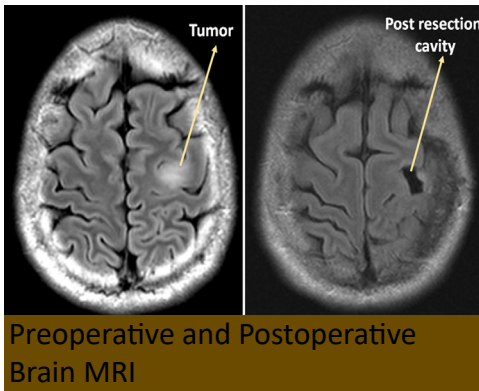 Tumor
Post resection
cavity
Preoperative and Postoperative
Brain MRI